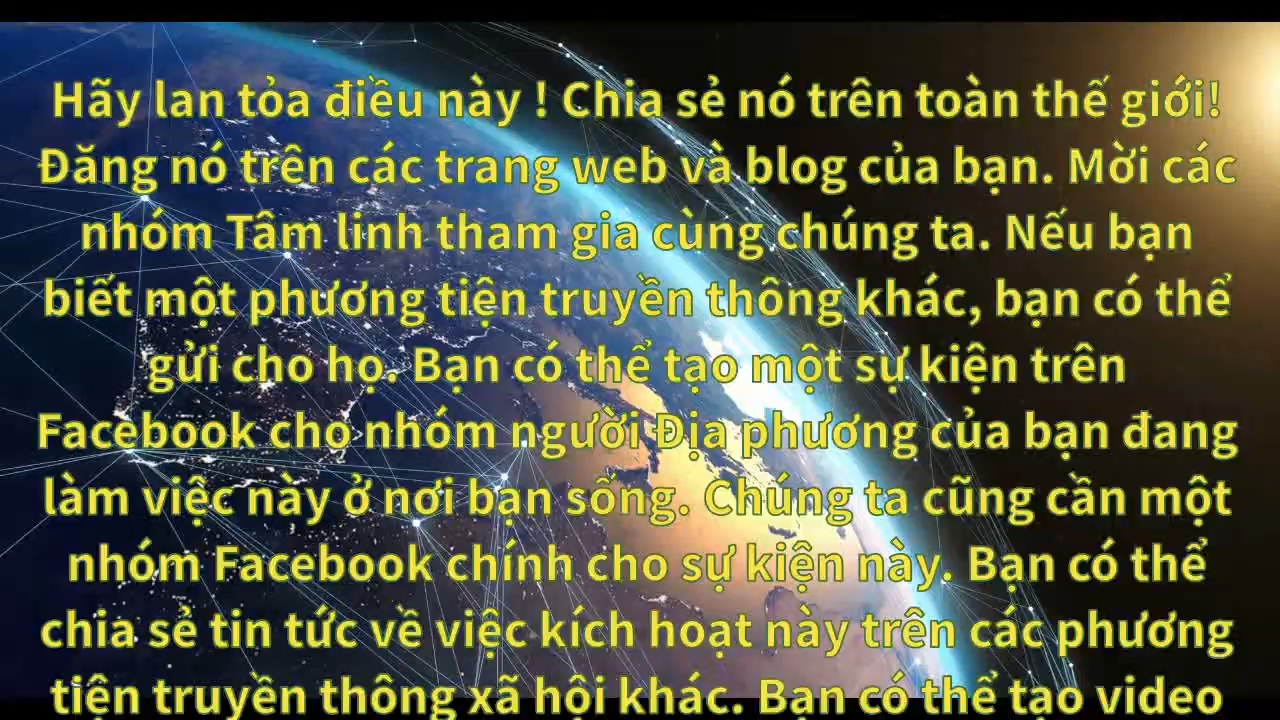 Hãy lan tỏa điều này ! Chia sẻ nó trên toàn thế giới!
Đăng nó trên các trang web và blog của bạn. Mời các
nhóm Tâm linh tham gia cùng chúng ta. Nếu bạn
biết một phương tiện truyền thông khác, bạn có thể
gửi cho họ. Bạn có thể tạo một sự kiện trên
Facebook cho nhóm người Địa phương của bạn đang
làm việc này ở nơi bạn sống. Chúng ta cũng cần một
nhóm Facebook chính cho sự kiện này. Bạn có thể
chia sẻ tin tức về việc kích hoạt này trên các phương
tiện truyền thông xã hội khác. Bạn có thể tạo video